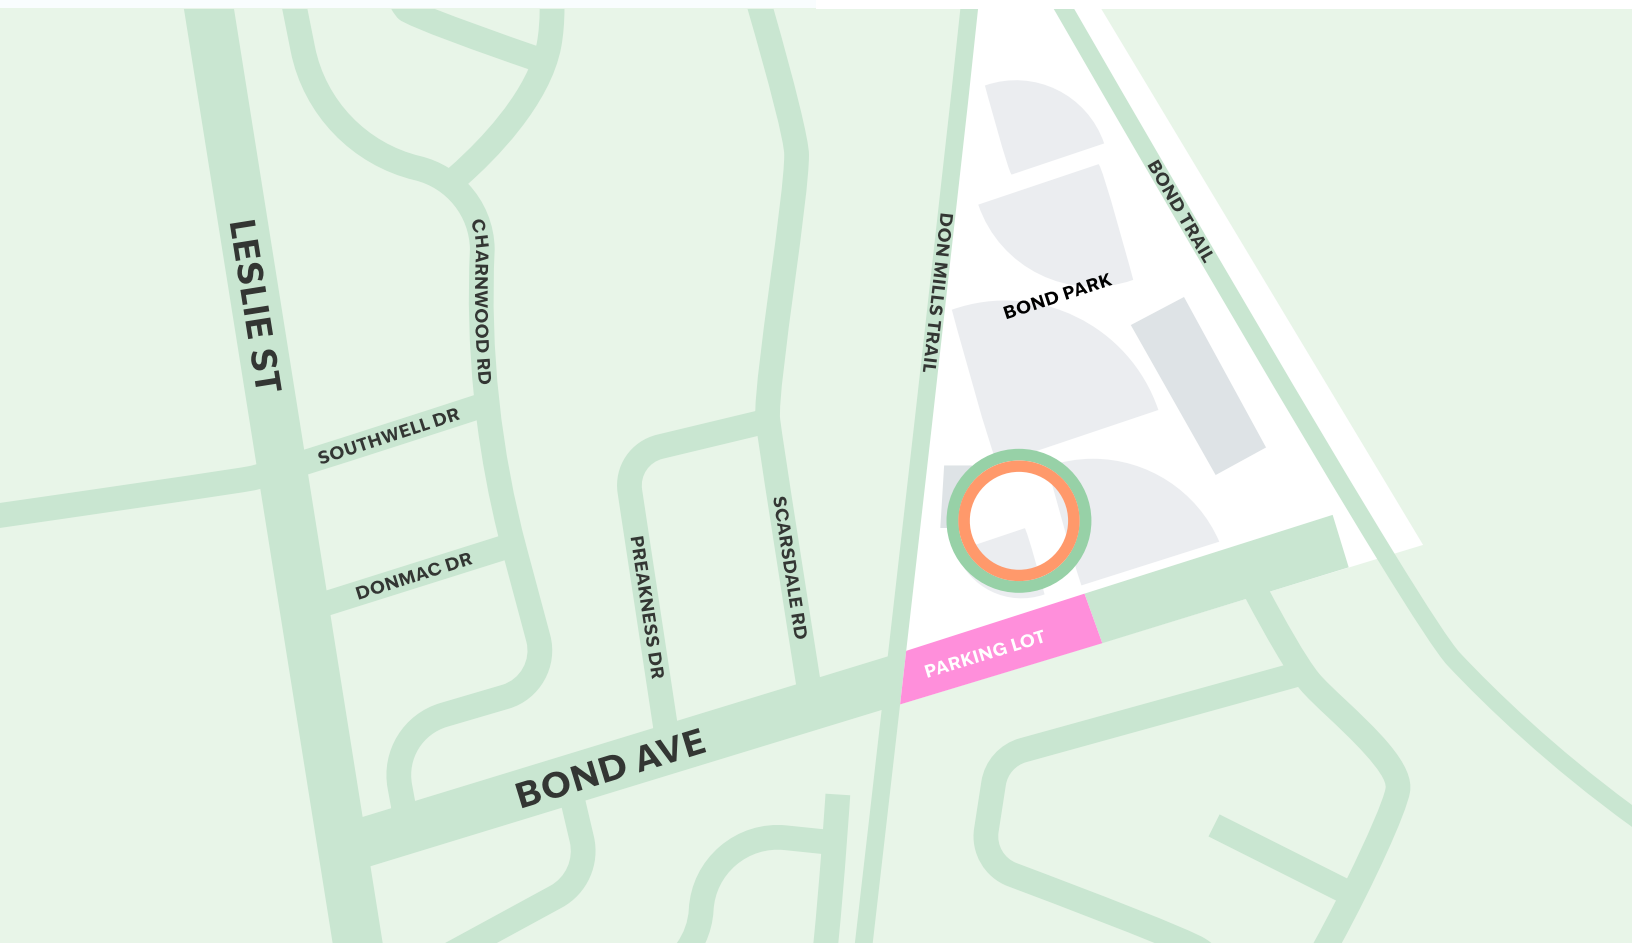 LESLIE ST
CHARNWOOD RD
SOUTHWELL DR
DONMAC DR
PREAKNESS DR
SCARSDALE RD
BOND AVE
DON MILLS TRAIL
BOND TRAIL
BOND PARK
PARKING LOT